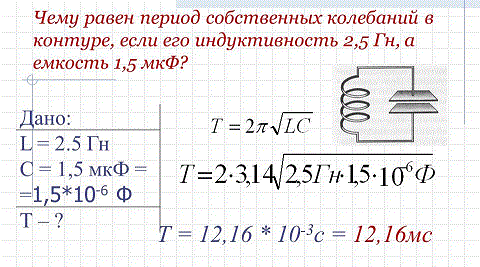 Чему равен период собственных колебаний в
контуре, если его индуктивность 2,5 Гн, а
емкость 1,5 мкФ?
Дано:
L = 2.5 Гн
C = 1,5 мкФ =
=1,5*10⁻⁶ Ф
T – ?
T = 2π√LC
T = 2·3,14√2,5Гн·1,5·10⁻⁶Ф
T = 12,16 * 10⁻³с = 12,16мс